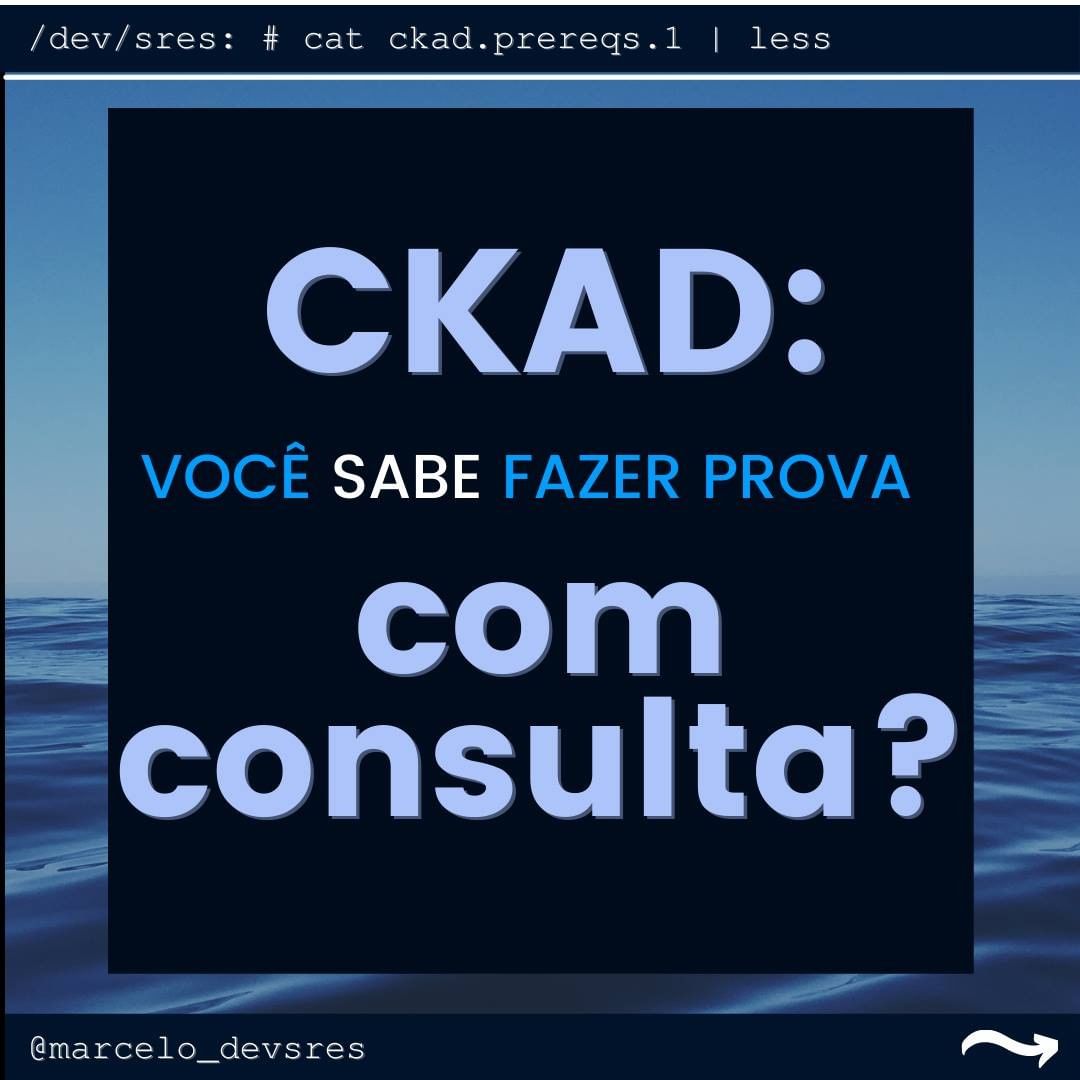 /dev/sres: # cat ckad.prereqs.1 | less
CKAD:
VOCÊ SABE FAZER PROVA
com
consulta?
@marcelo_devsres